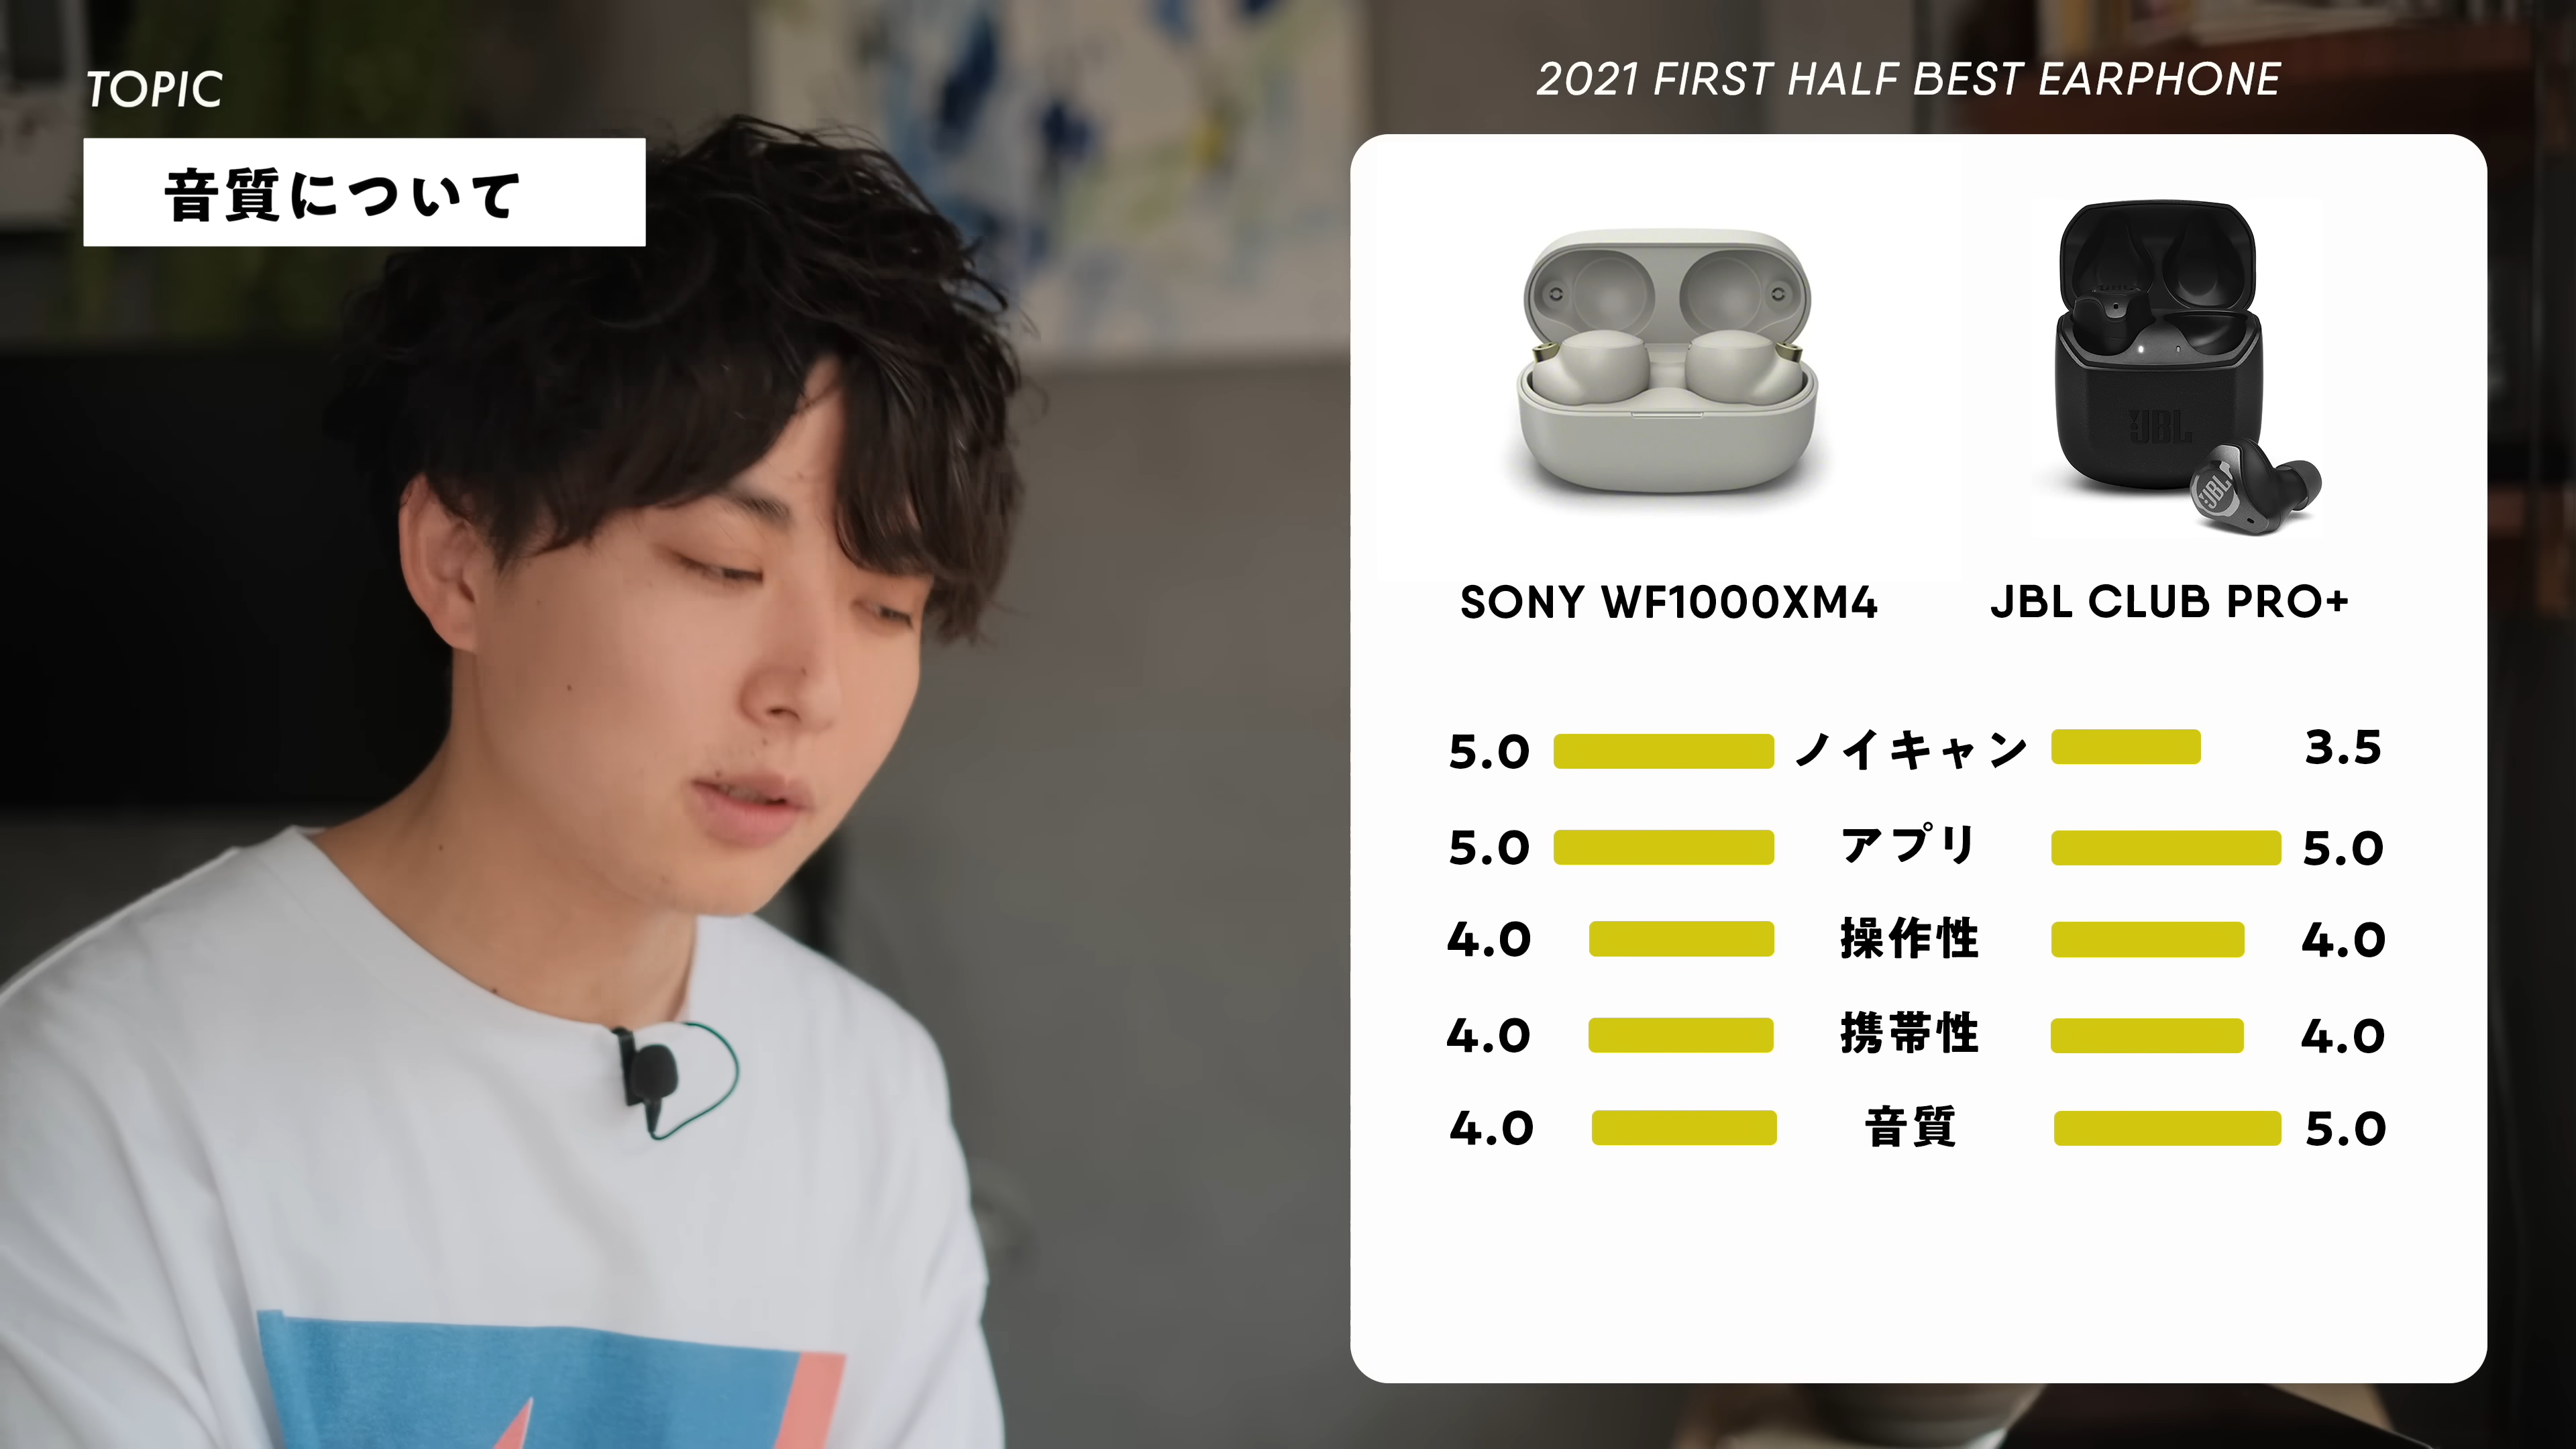 TOPIC
音質について
2021 FIRST HALF BEST EARPHONE
JBL
JBL
SONY WF1000XM4
JBL CLUB PRO+
5.0 ノイキャン 3.5
5.0 アプリ 5.0
4.0 操作性 4.0
4.0 携帯性 4.0
4.0 音質 5.0